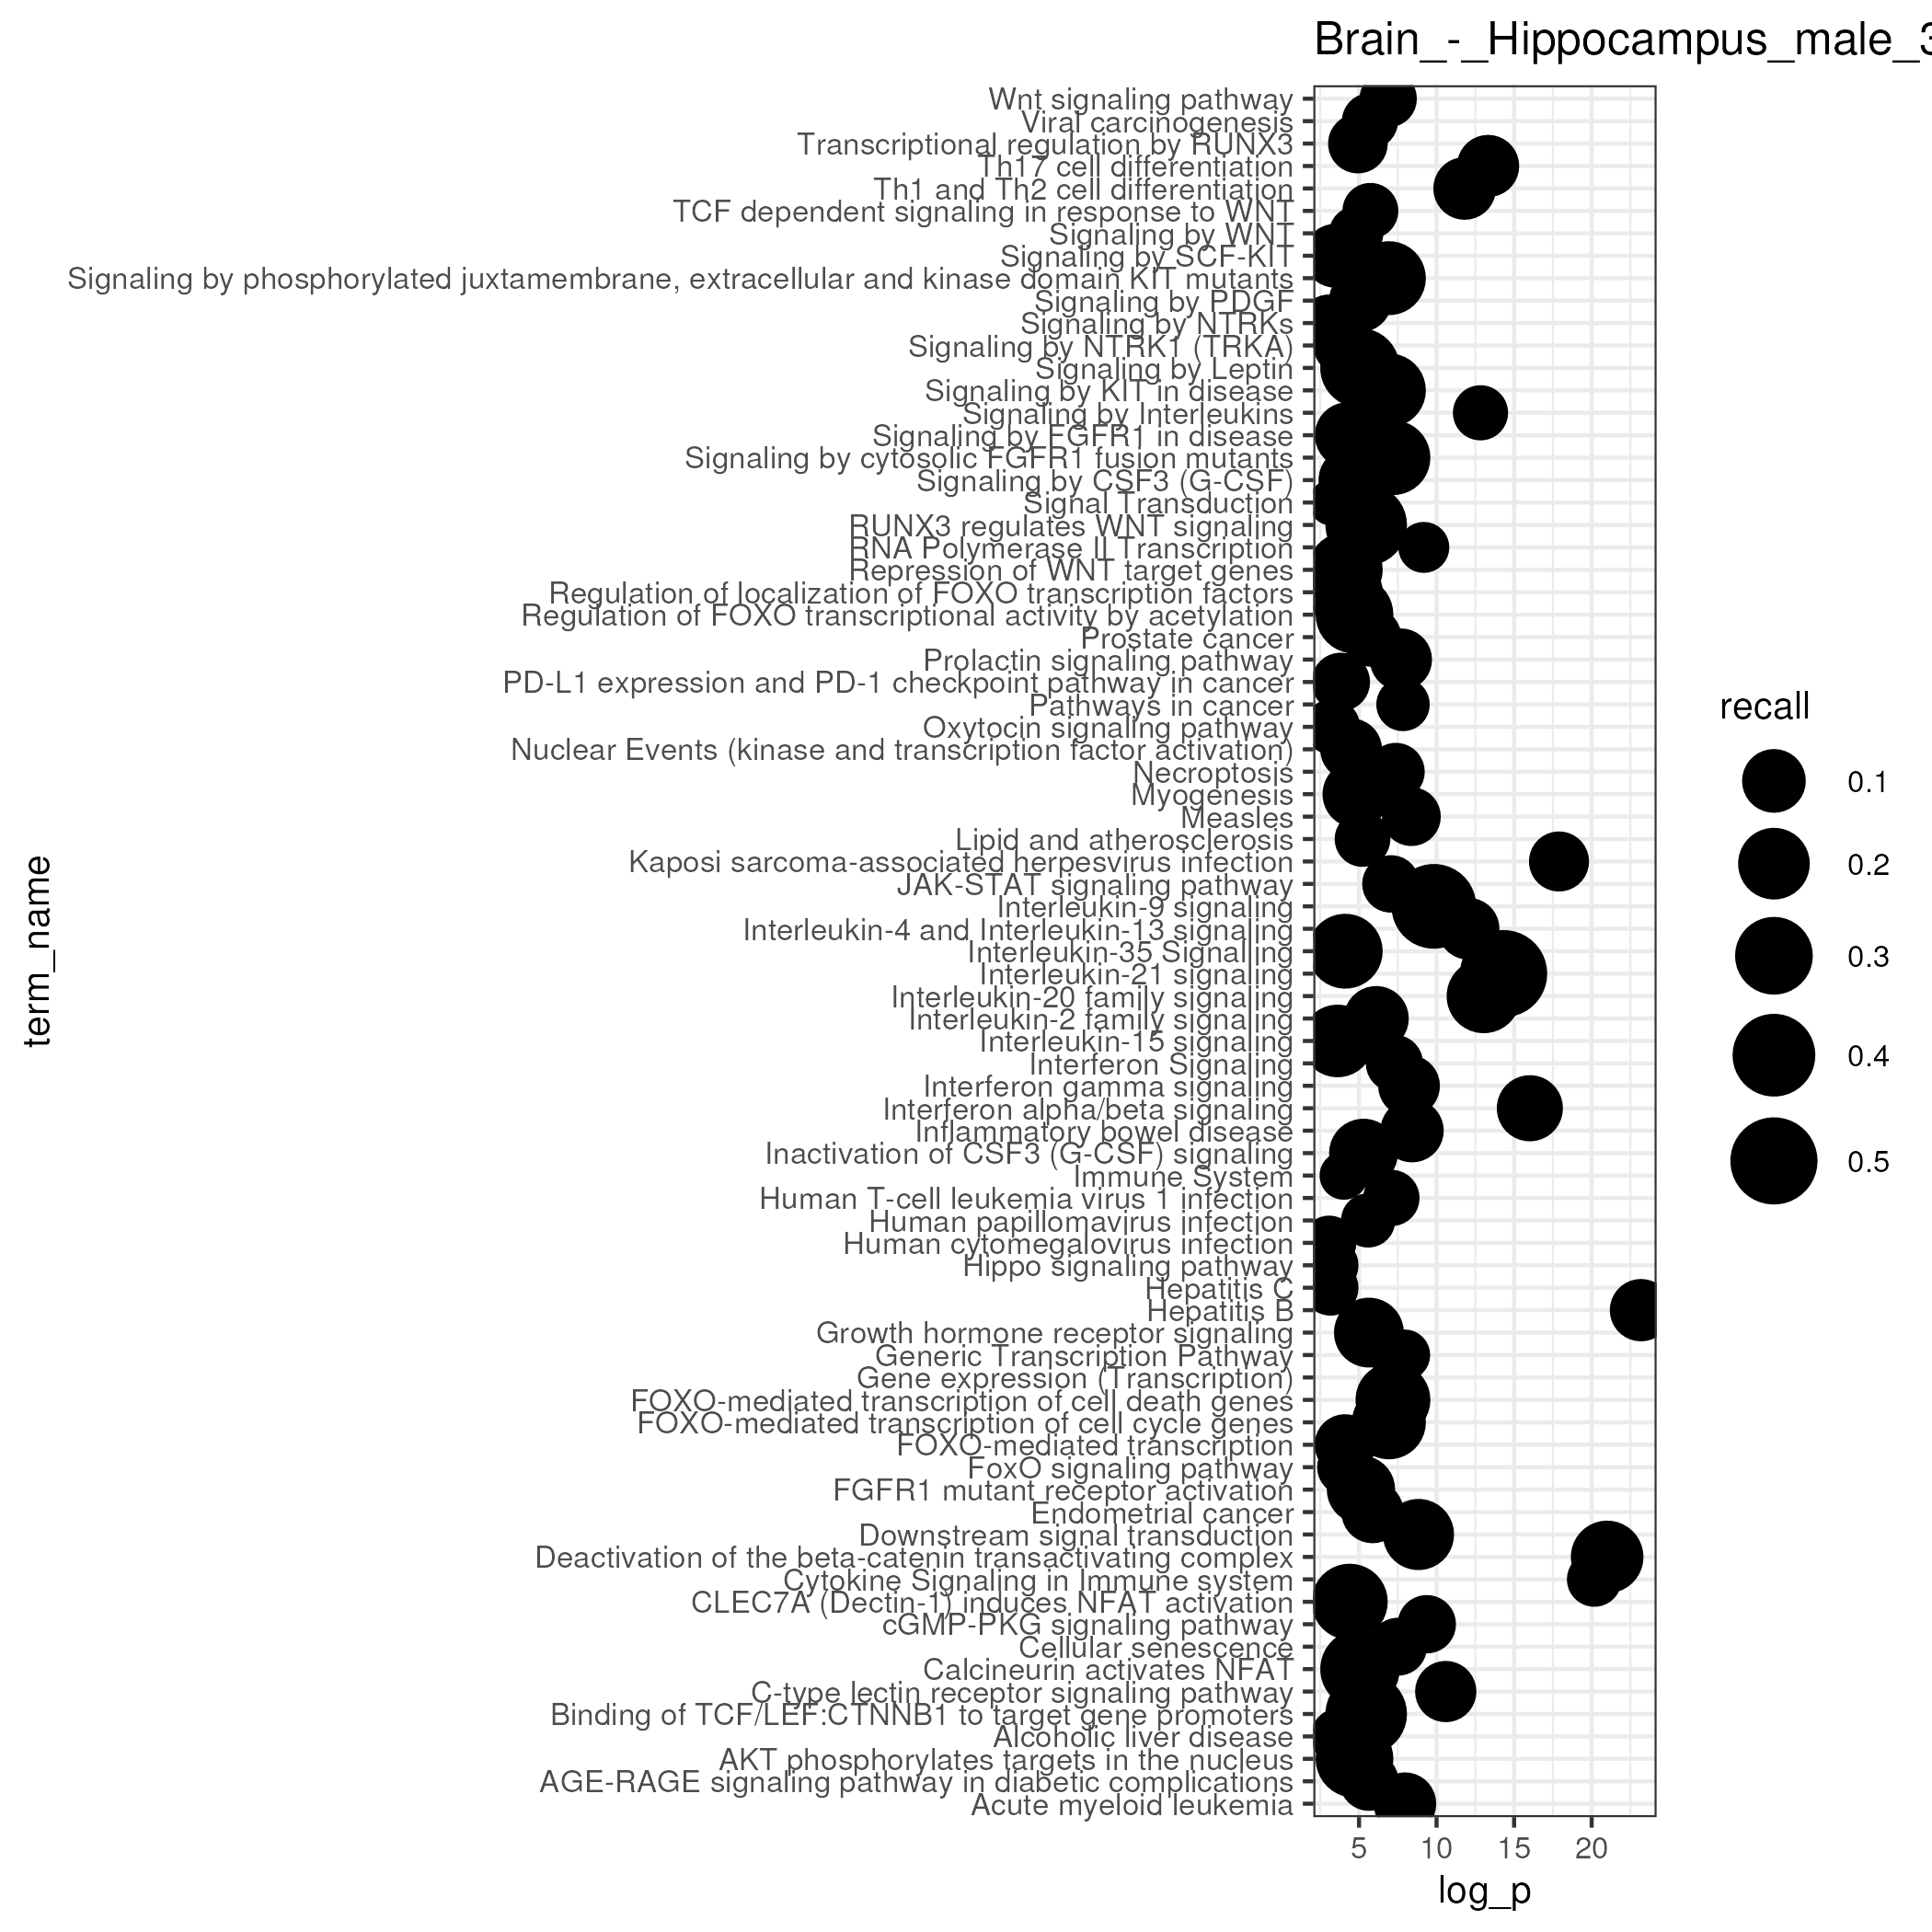 Brain_-_Hippocampus_male_3
Wnt signaling pathway
Viral carcinogenesis
Transcriptional regulation by RUNX3
Th17 cell differentiation
Th1 and Th2 cell differentiation
TCF dependent signaling in response to WNT
Signaling by WNT
Signaling by SCF-KIT
Signaling by phosphorylated juxtamembrane, extracellular and kinase domain KIT mutants
Signaling by PDGF
Signaling by NTRKs
Signaling by NTRK1 (TRKA)
Signaling by Leptin
Signaling by KIT in disease
Signaling by Interleukins
Signaling by FGFR1 in disease
Signaling by cytosolic FGFR1 fusion mutants
Signaling by CSF3 (G-CSF)
Signal Transduction
RUNX3 regulates WNT signaling
RNA Polymerase II Transcription
Repression of WNT target genes
Regulation of localization of FOXO transcription factors
Regulation of FOXO transcriptional activity by acetylation
Prostate cancer
Prolactin signaling pathway
PD-L1 expression and PD-1 checkpoint pathway in cancer
Pathways in cancer
Oxytocin signaling pathway
Nuclear Events (kinase and transcription factor activation)
Necroptosis
Myogenesis
Measles
Lipid and atherosclerosis
Kaposi sarcoma-associated herpesvirus infection
JAK-STAT signaling pathway
Interleukin-9 signaling
Interleukin-4 and Interleukin-13 signaling
Interleukin-35 Signalling
Interleukin-21 signaling
Interleukin-20 family signaling
Interleukin-2 family signaling
Interleukin-15 signaling
Interferon Signaling
Interferon gamma signaling
Interferon alpha/beta signaling
Inflammatory bowel disease
Inactivation of CSF3 (G-CSF) signaling
Immune System
Human T-cell leukemia virus 1 infection
Human papillomavirus infection
Human cytomegalovirus infection
Hippo signaling pathway
Hepatitis C
Hepatitis B
Growth hormone receptor signaling
Generic Transcription Pathway
Gene expression (Transcription)
FOXO-mediated transcription of cell death genes
FOXO-mediated transcription of cell cycle genes
FOXO-mediated transcription
FoxO signaling pathway
FGFR1 mutant receptor activation
Endometrial cancer
Downstream signal transduction
Deactivation of the beta-catenin transactivating complex
Cytokine Signaling in Immune system
CLEC7A (Dectin-1) induces NFAT activation
cGMP-PKG signaling pathway
Cellular senescence
Calcineurin activates NFAT
C-type lectin receptor signaling pathway
Binding of TCF/LEF:CTNNB1 to target gene promoters
Alcoholic liver disease
AKT phosphorylates targets in the nucleus
AGE-RAGE signaling pathway in diabetic complications
Acute myeloid leukemia
term_name
5 10 15 20
log_p
recall
0.1
0.2
0.3
0.4
0.5